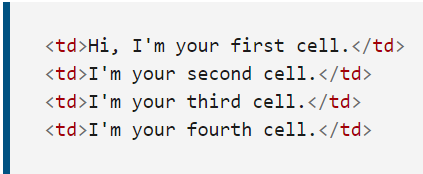 <td>Hi, I'm your first cell.</td>
<td>I'm your second cell.</td>
<td>I'm your third cell.</td>
<td>I'm your fourth cell.</td>